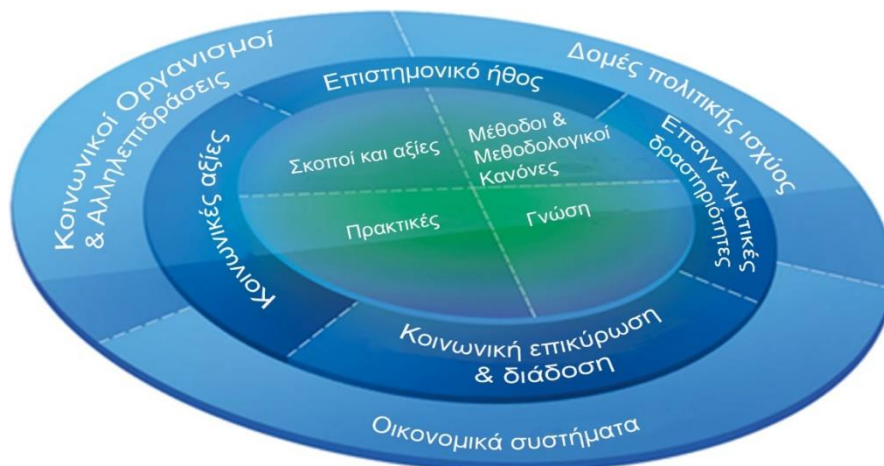 Κοινωνικοί Οργανισμοί
& Αλληλεπιδράσεις
Δομές πολιτικής ισχύος
Επιστημονικό ήθος
Κοινωνικές αξίες
Επαγγελματικές
δραστηριότητες
Σκοποί και αξίες
Μέθοδοι &
Μεθοδολογικοί
Κανόνες
Πρακτικές
Γνώση
Κοινωνική επικύρωση
& διάδοση
Οικονομικά συστήματα